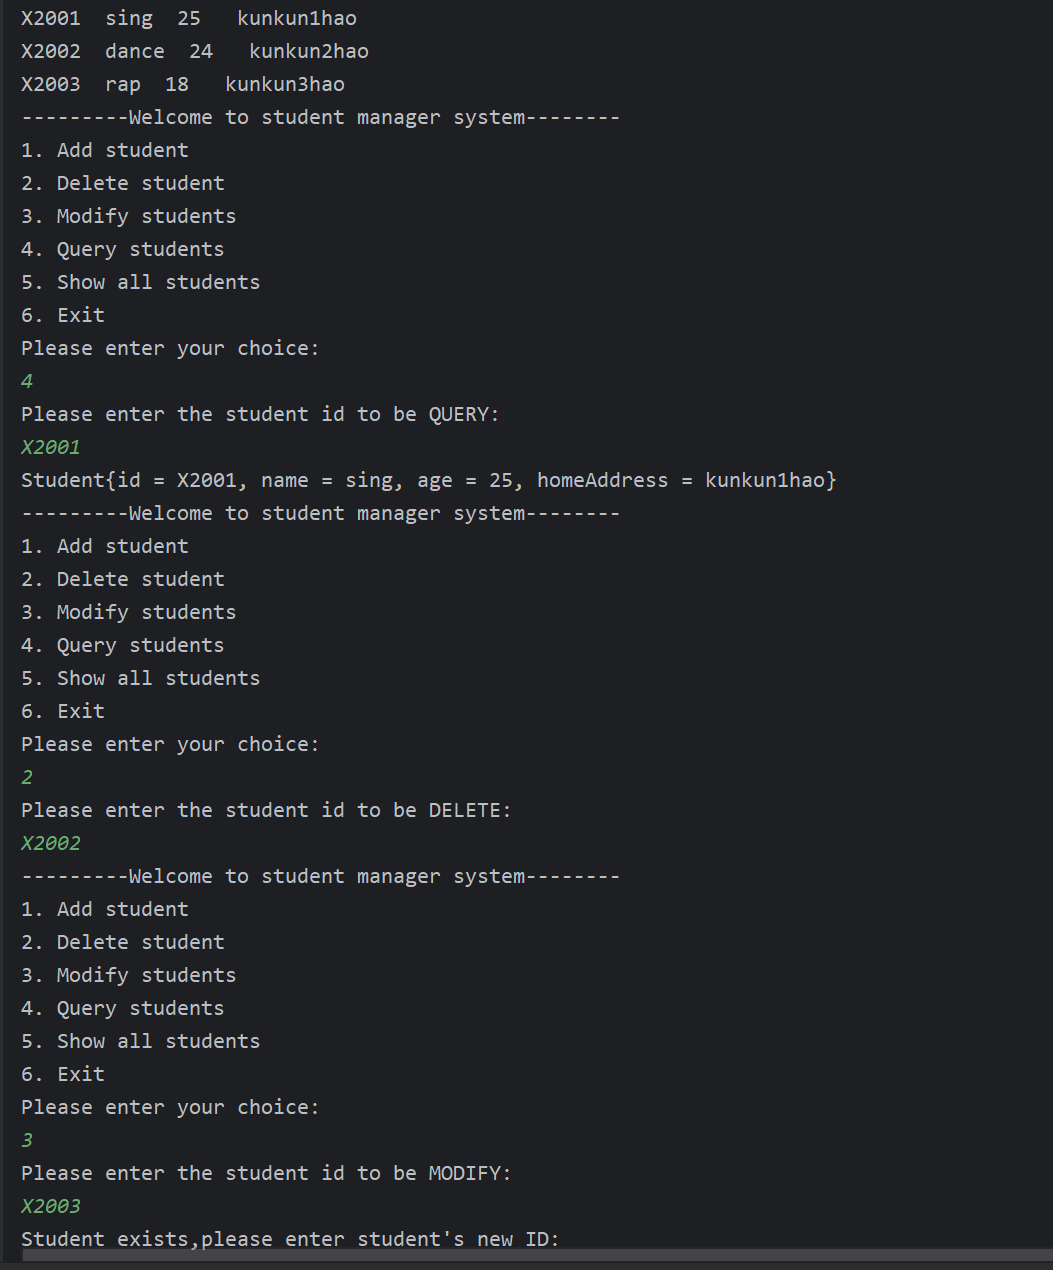 X2001  sing  25   kunkun1hao
X2002  dance  24   kunkun2hao
X2003  rap  18   kunkun3hao
---------Welcome to student manager system--------
1. Add student
2. Delete student
3. Modify students
4. Query students
5. Show all students
6. Exit
Please enter your choice:
4
Please enter the student id to be QUERY:
X2001
Student{id = X2001, name = sing, age = 25, homeAddress = kunkun1hao}
---------Welcome to student manager system--------
1. Add student
2. Delete student
3. Modify students
4. Query students
5. Show all students
6. Exit
Please enter your choice:
2
Please enter the student id to be DELETE:
X2002
---------Welcome to student manager system--------
1. Add student
2. Delete student
3. Modify students
4. Query students
5. Show all students
6. Exit
Please enter your choice:
3
Please enter the student id to be MODIFY:
X2003
Student exists,please enter student's new ID: